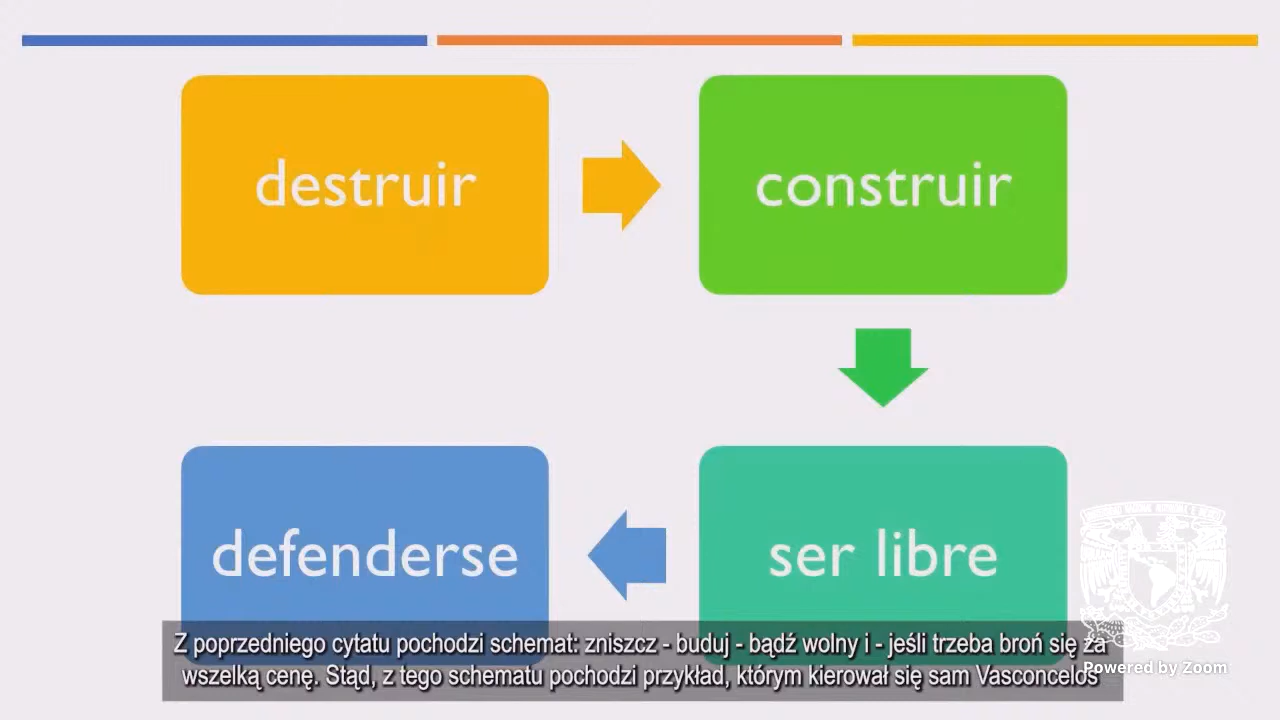 destruir
construir
defenderse
ser libre
Z poprzedniego cytatu pochodzi schemat: zniszcz - buduj - bądź wolny i - jeśli trzeba broń się za
wszelką cenę. Stąd, z tego schematu pochodzi przykład, którym kierował się sam Vasconcelos
Powered by Zoom